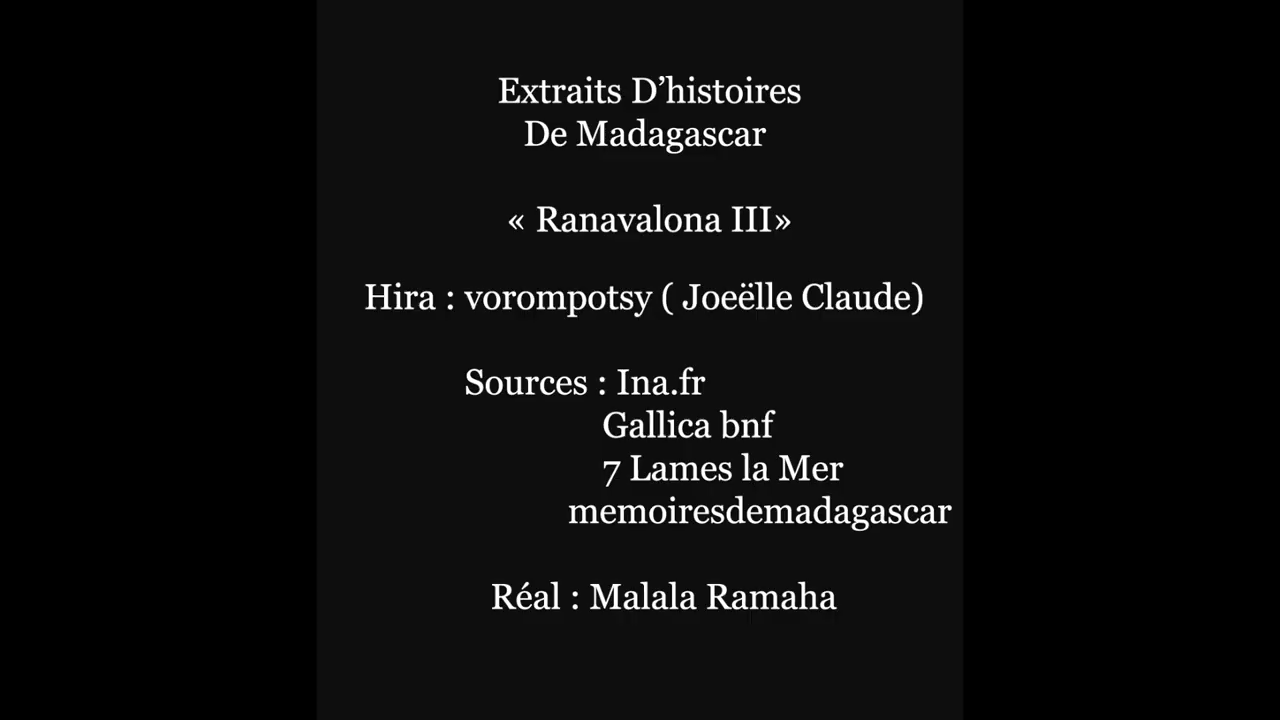 Extraits D’histoires
De Madagascar
« Ranavalona III»
Hira : vorompotsy ( Joeëlle Claude)
Sources : Ina.fr
Gallica bnf
7 Lames la Mer
memoiresdemadagascar
Réal : Malala Ramaha